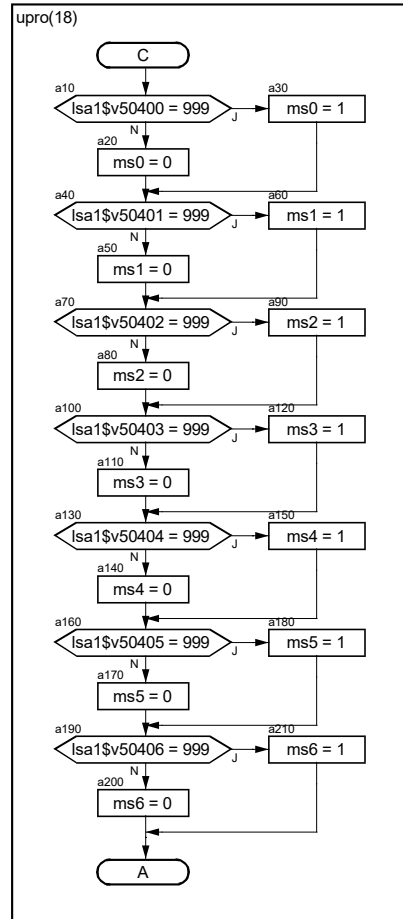 upro(18)
C
a10
lsa1$v50400 = 999
J
a30
ms0 = 1
N
a20
ms0 = 0
a40
lsa1$v50401 = 999
J
a60
ms1 = 1
N
a50
ms1 = 0
a70
lsa1$v50402 = 999
J
a90
ms2 = 1
N
a80
ms2 = 0
a100
lsa1$v50403 = 999
J
a120
ms3 = 1
N
a110
ms3 = 0
a130
lsa1$v50404 = 999
J
a150
ms4 = 1
N
a140
ms4 = 0
a160
lsa1$v50405 = 999
J
a180
ms5 = 1
N
a170
ms5 = 0
a190
lsa1$v50406 = 999
J
a210
ms6 = 1
N
a200
ms6 = 0
A